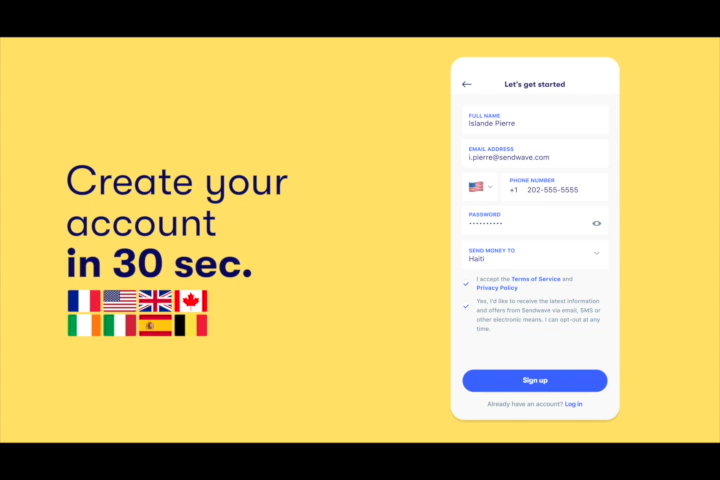 Create your
account
in 30 sec.
Let's get started
FULL NAME
Islande Pierre
EMAIL ADDRESS
i.pierre@sendwave.com
PHONE NUMBER
+1 202-555-5555
PASSWORD
••••••••••
SEND MONEY TO
Haiti
I accept the Terms of Service and
Privacy Policy
Yes, I'd like to receive the latest information
and offers from Sendwave via email, SMS or
other electronic means. I can opt-out at any
time.
Sign up
Already have an account? Log in